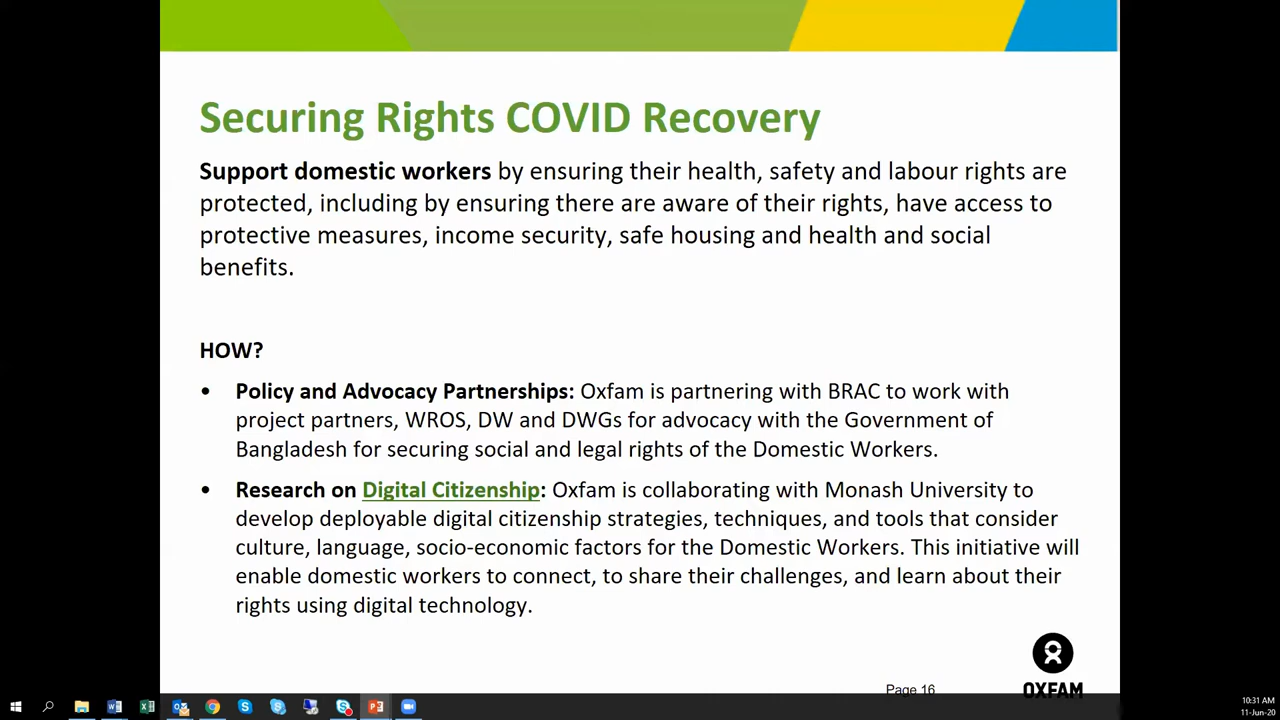 Securing Rights COVID Recovery
Support domestic workers by ensuring their health, safety and labour rights are
protected, including by ensuring there are aware of their rights, have access to
protective measures, income security, safe housing and health and social
benefits.
HOW?
• Policy and Advocacy Partnerships: Oxfam is partnering with BRAC to work with
project partners, WROS, DW and DWGs for advocacy with the Government of
Bangladesh for securing social and legal rights of the Domestic Workers.
• Research on Digital Citizenship: Oxfam is collaborating with Monash University to
develop deployable digital citizenship strategies, techniques, and tools that consider
culture, language, socio-economic factors for the Domestic Workers. This initiative will
enable domestic workers to connect, to share their challenges, and learn about their
rights using digital technology.
Page 16
OXFAM
10:31 AM
11-Jun-20